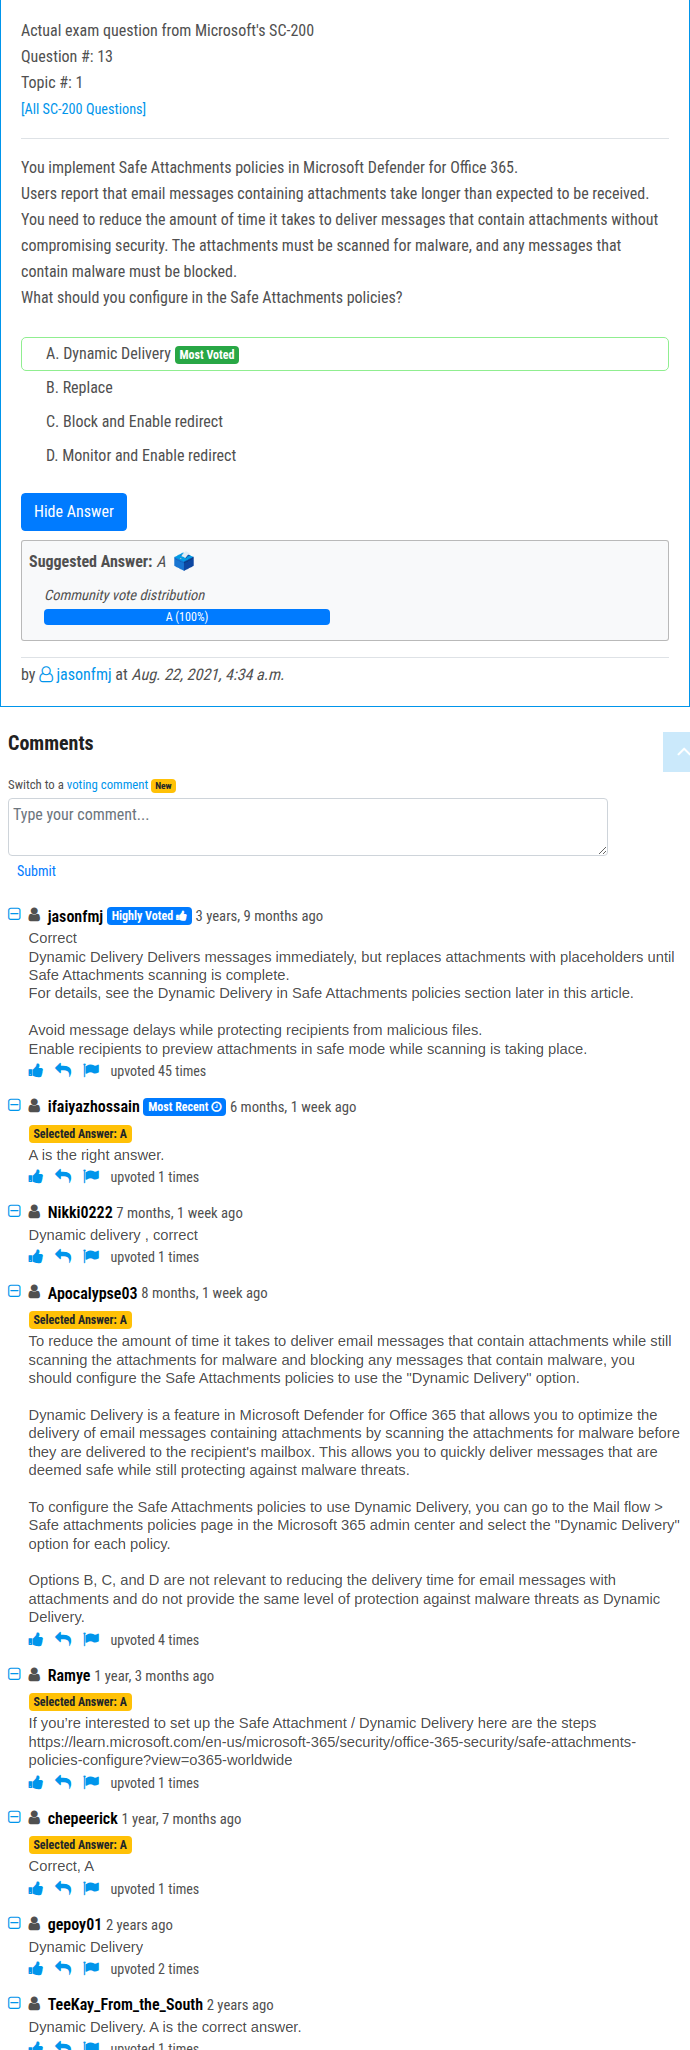 Actual exam question from Microsoft's SC-200
Question #: 13
Topic #: 1
[All SC-200 Questions]
You implement Safe Attachments policies in Microsoft Defender for Office 365.
Users report that email messages containing attachments take longer than expected to be received.
You need to reduce the amount of time it takes to deliver messages that contain attachments without
compromising security. The attachments must be scanned for malware, and any messages that
contain malware must be blocked.
What should you configure in the Safe Attachments policies?
A. Dynamic Delivery Most Voted
B. Replace
C. Block and Enable redirect
D. Monitor and Enable redirect
Hide Answer
Suggested Answer: A
Community vote distribution
A (100%)
by jasonfmj at Aug. 22, 2021, 4:34 a.m.
Comments
Switch to a voting comment New
Type your comment...
Submit
jasonfmj Highly Voted 3 years, 9 months ago
Correct
Dynamic Delivery Delivers messages immediately, but replaces attachments with placeholders until
Safe Attachments scanning is complete.
For details, see the Dynamic Delivery in Safe Attachments policies section later in this article.
Avoid message delays while protecting recipients from malicious files.
Enable recipients to preview attachments in safe mode while scanning is taking place.
upvoted 45 times
ifaiyazhossain Most Recent 6 months, 1 week ago
Selected Answer: A
A is the right answer.
upvoted 1 times
Nikki0222 7 months, 1 week ago
Dynamic delivery , correct
upvoted 1 times
Apocalypse03 8 months, 1 week ago
Selected Answer: A
To reduce the amount of time it takes to deliver email messages that contain attachments while still
scanning the attachments for malware and blocking any messages that contain malware, you
should configure the Safe Attachments policies to use the "Dynamic Delivery" option.
Dynamic Delivery is a feature in Microsoft Defender for Office 365 that allows you to optimize the
delivery of email messages containing attachments by scanning the attachments for malware before
they are delivered to the recipient's mailbox. This allows you to quickly deliver messages that are
deemed safe while still protecting against malware threats.
To configure the Safe Attachments policies to use Dynamic Delivery, you can go to the Mail flow >
Safe attachments policies page in the Microsoft 365 admin center and select the "Dynamic Delivery"
option for each policy.
Options B, C, and D are not relevant to reducing the delivery time for email messages with
attachments and do not provide the same level of protection against malware threats as Dynamic
Delivery.
upvoted 4 times
Ramye 1 year, 3 months ago
Selected Answer: A
If you're interested to set up the Safe Attachment / Dynamic Delivery here are the steps
https://learn.microsoft.com/en-us/microsoft-365/security/office-365-security/safe-attachments-
policies-configure?view=o365-worldwide
upvoted 1 times
chepeerick 1 year, 7 months ago
Selected Answer: A
Correct, A
upvoted 1 times
gepoy01 2 years ago
Dynamic Delivery
upvoted 2 times
TeeKay_From_the_South 2 years ago
Dynamic Delivery. A is the correct answer.
upvoted 1 times